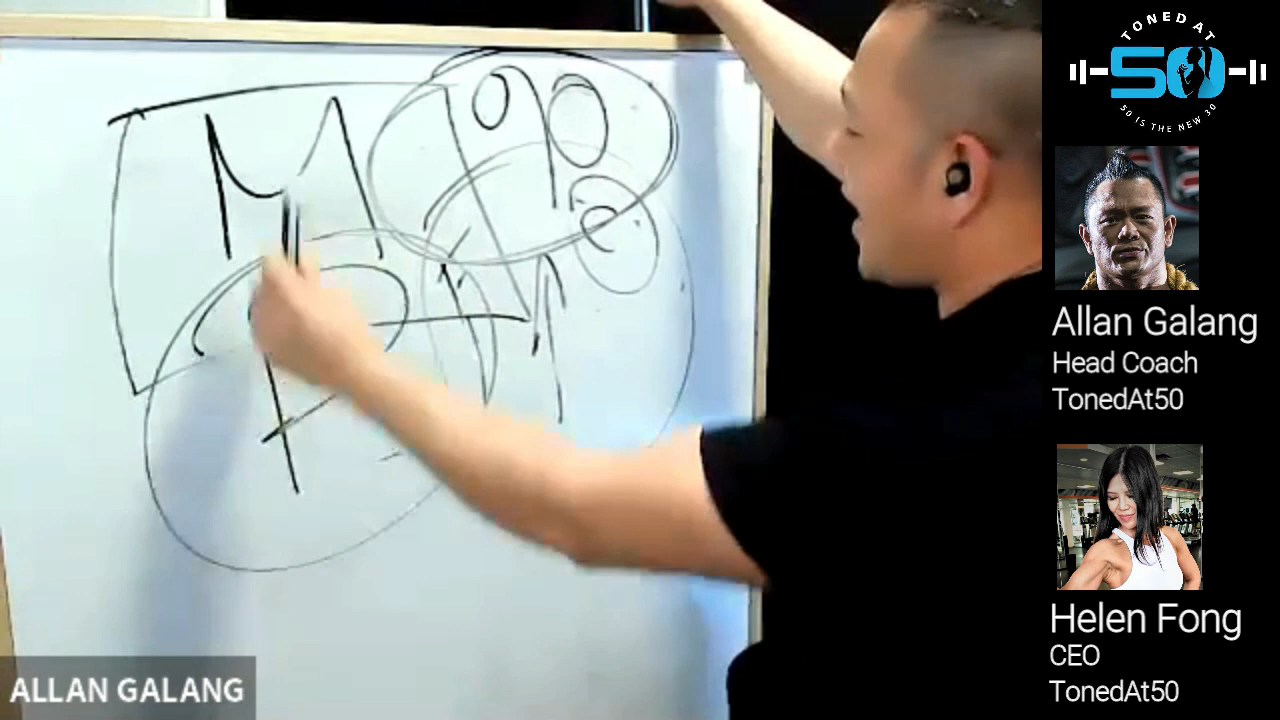 TONED AT
50
50 IS THE NEW 30
Allan Galang
Head Coach
TonedAt50
Helen Fong
CEO
TonedAt50
M
ALLAN GALANG